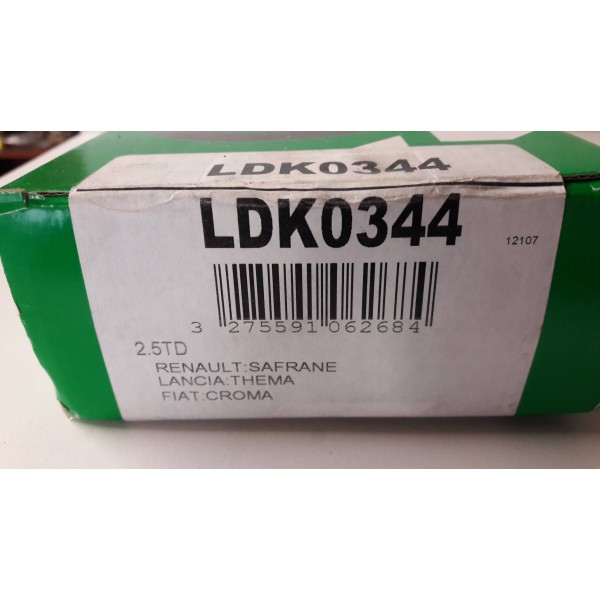 LDK0344
LDK0344
12107
3 275591 062684
2.5TD
RENAULT:SAFRANE
LANCIA:THEMA
FIAT:CROMA